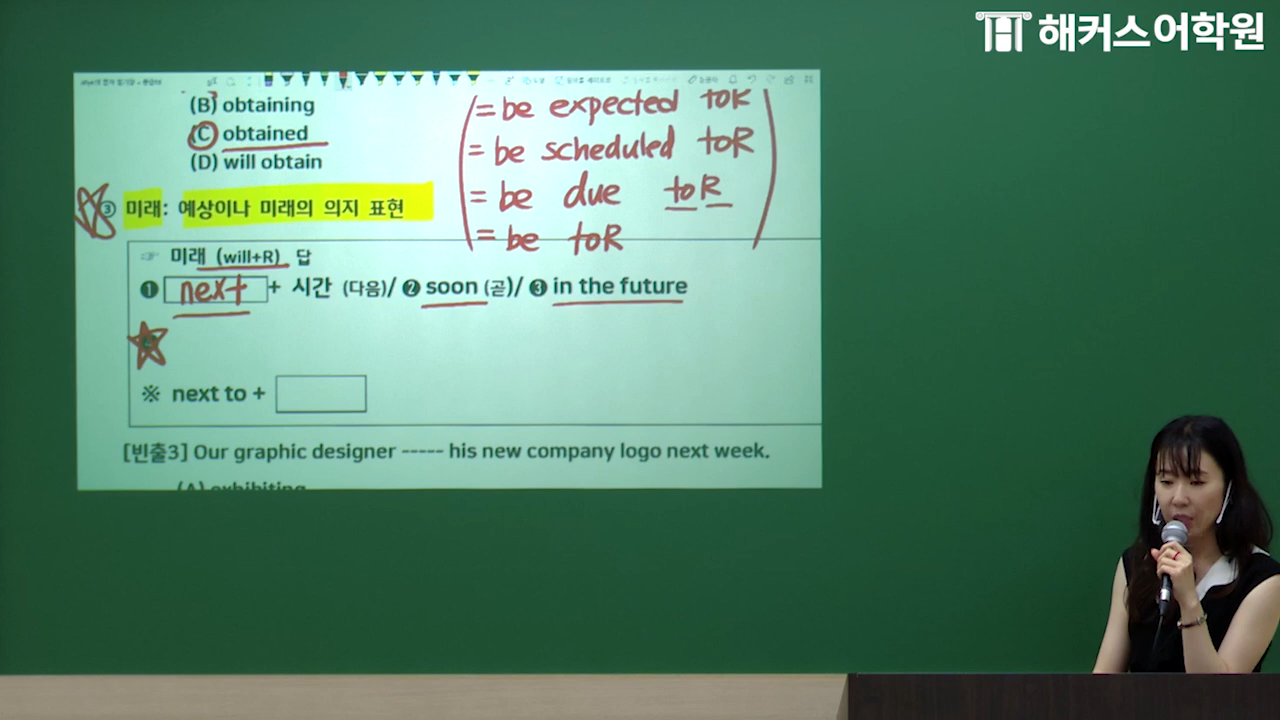 해커스어학원
(B) obtaining
(C) obtained
(D) will obtain
= be expected toR
= be scheduled toR
= be due toR
= be toR
③ 미래: 예상이나 미래의 의지 표현
☞ 미래 (will+R) 답
❶ next + 시간 (다음)/ ❷ soon (곧)/ ❸ in the future
※ next to +
[빈출3] Our graphic designer ----- his new company logo next week.
(A) exhibiting